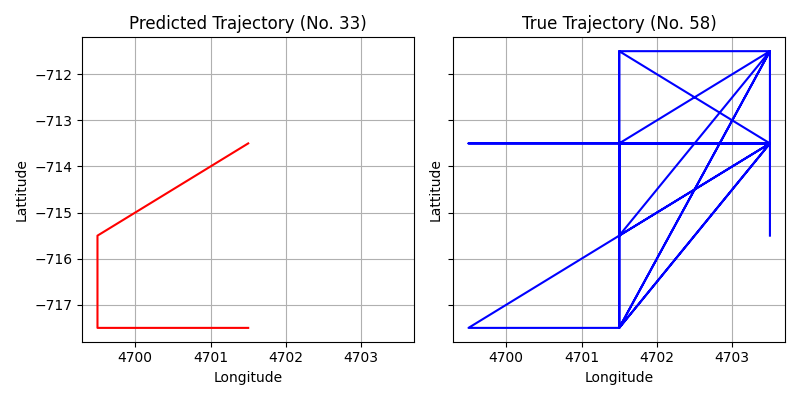 Predicted Trajectory (No. 33)
True Trajectory (No. 58)
Lattitude
−712
−713
−714
−715
−716
−717
4700
4701
4702
4703
Longitude
Lattitude
4700
4701
4702
4703
Longitude